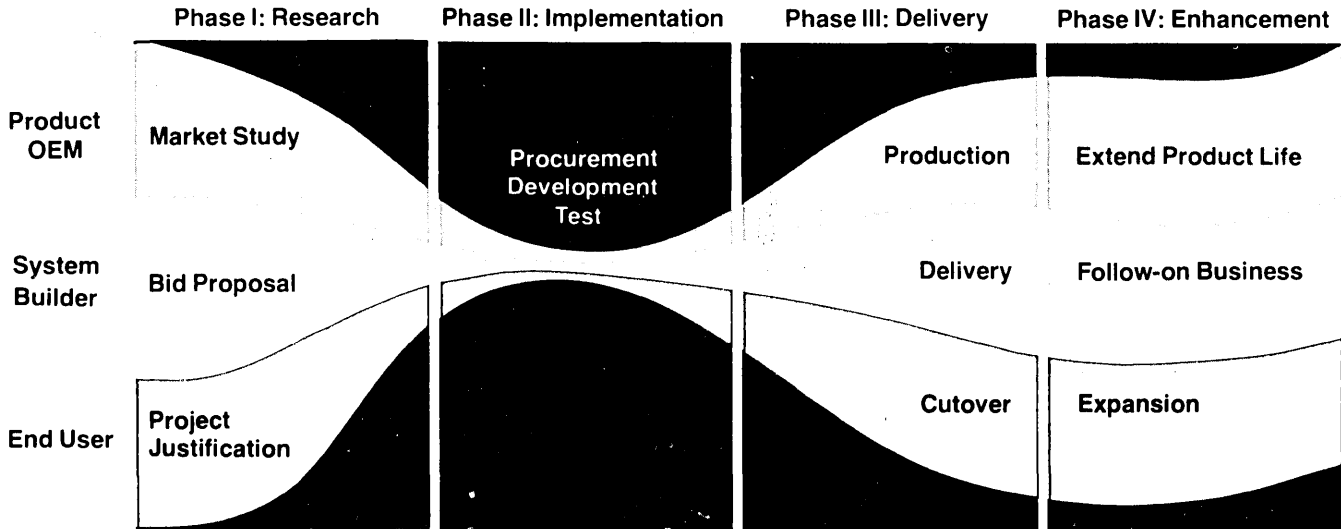 Phase I: Research
Phase II: Implementation
Phase III: Delivery
Phase IV: Enhancement
Product
OEM
Market Study
Procurement
Development
Test
Production
Extend Product Life
System
Builder
Bid Proposal
Delivery
Follow-on Business
End User
Project
Justification
Cutover
Expansion